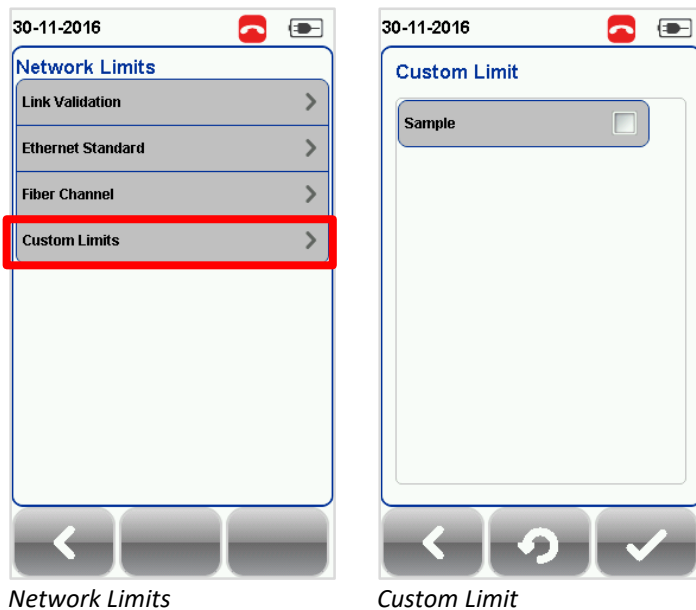 30-11-2016
Network Limits
Link Validation
Ethernet Standard
Fiber Channel
Custom Limits
Network Limits
30-11-2016
Custom Limit
Sample
Custom Limit